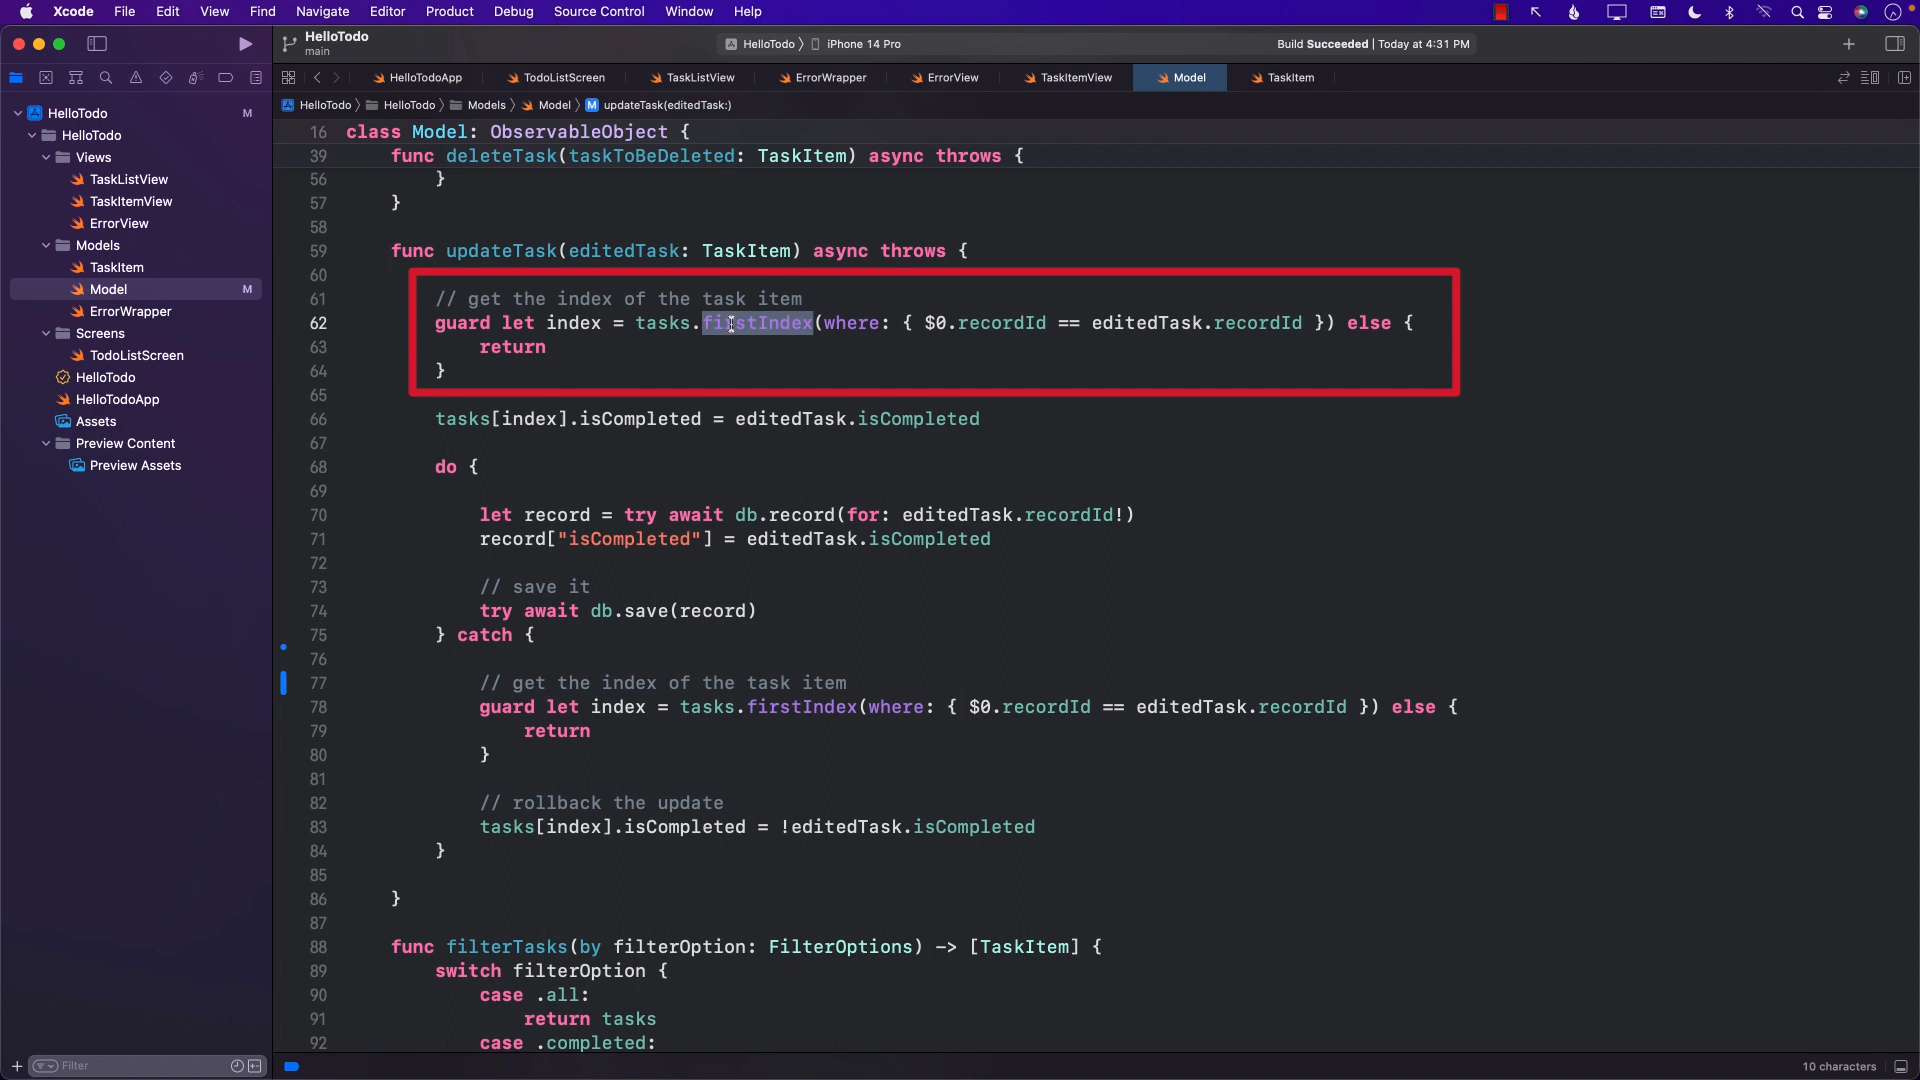 Xcode File Edit View Find Navigate Editor Product Debug Source Control Window Help
HelloTodo
main
HelloTodo iPhone 14 Pro
Build Succeeded | Today at 4:31 PM
HelloTodoApp TodoListScreen TaskListView ErrorWrapper ErrorView TaskItemView Model TaskItem
HelloTodo HelloTodo Models Model M updateTask(editedTask:)
HelloTodo M
HelloTodo
Views
TaskListView
TaskItemView
ErrorView
Models
TaskItem
Model M
ErrorWrapper
Screens
TodoListScreen
HelloTodo
HelloTodoApp
Assets
Preview Content
Preview Assets
Filter
16 class Model: ObservableObject {
39 func deleteTask(taskToBeDeleted: TaskItem) async throws {
56 }
57 }
58
59 func updateTask(editedTask: TaskItem) async throws {
60
61 // get the index of the task item
62 guard let index = tasks.firstIndex(where: { $0.recordId == editedTask.recordId }) else {
63 return
64 }
65
66 tasks[index].isCompleted = editedTask.isCompleted
67
68 do {
69
70 let record = try await db.record(for: editedTask.recordId!)
71 record["isCompleted"] = editedTask.isCompleted
72
73 // save it
74 try await db.save(record)
75 } catch {
76
77 // get the index of the task item
78 guard let index = tasks.firstIndex(where: { $0.recordId == editedTask.recordId }) else {
79 return
80 }
81
82 // rollback the update
83 tasks[index].isCompleted = !editedTask.isCompleted
84 }
85
86 }
87
88 func filterTasks(by filterOption: FilterOptions) -> [TaskItem] {
89 switch filterOption {
90 case .all:
91 return tasks
92 case .completed:
10 characters